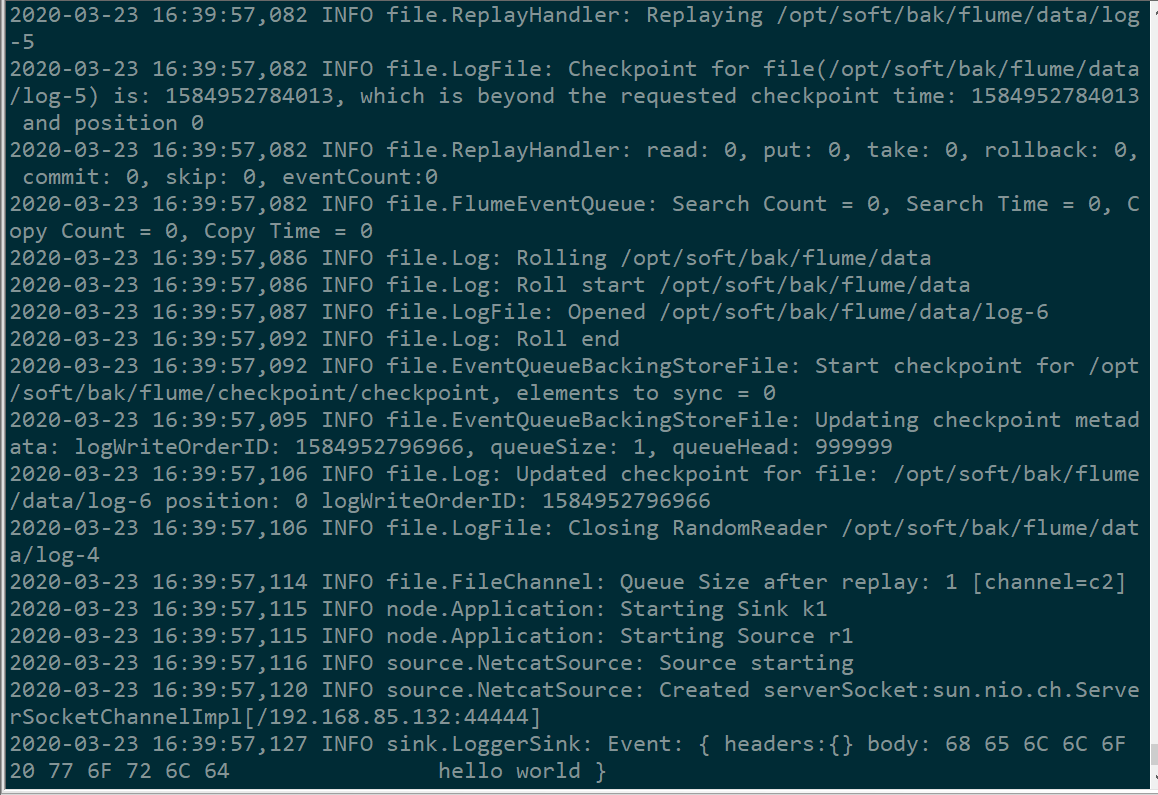 2020-03-23 16:39:57,082 INFO file.ReplayHandler: Replaying /opt/soft/bak/flume/data/log
-5
2020-03-23 16:39:57,082 INFO file.LogFile: Checkpoint for file(/opt/soft/bak/flume/data
/log-5) is: 1584952784013, which is beyond the requested checkpoint time: 1584952784013
 and position 0
2020-03-23 16:39:57,082 INFO file.ReplayHandler: read: 0, put: 0, take: 0, rollback: 0,
 commit: 0, skip: 0, eventCount:0
2020-03-23 16:39:57,082 INFO file.FlumeEventQueue: Search Count = 0, Search Time = 0, C
opy Count = 0, Copy Time = 0
2020-03-23 16:39:57,086 INFO file.Log: Rolling /opt/soft/bak/flume/data
2020-03-23 16:39:57,086 INFO file.Log: Roll start /opt/soft/bak/flume/data
2020-03-23 16:39:57,087 INFO file.LogFile: Opened /opt/soft/bak/flume/data/log-6
2020-03-23 16:39:57,092 INFO file.Log: Roll end
2020-03-23 16:39:57,092 INFO file.EventQueueBackingStoreFile: Start checkpoint for /opt
/soft/bak/flume/checkpoint/checkpoint, elements to sync = 0
2020-03-23 16:39:57,095 INFO file.EventQueueBackingStoreFile: Updating checkpoint metad
ata: logWriteOrderID: 1584952796966, queueSize: 1, queueHead: 999999
2020-03-23 16:39:57,106 INFO file.Log: Updated checkpoint for file: /opt/soft/bak/flume
/data/log-6 position: 0 logWriteOrderID: 1584952796966
2020-03-23 16:39:57,106 INFO file.LogFile: Closing RandomReader /opt/soft/bak/flume/dat
a/log-4
2020-03-23 16:39:57,114 INFO file.FileChannel: Queue Size after replay: 1 [channel=c2]
2020-03-23 16:39:57,115 INFO node.Application: Starting Sink k1
2020-03-23 16:39:57,115 INFO node.Application: Starting Source r1
2020-03-23 16:39:57,116 INFO source.NetcatSource: Source starting
2020-03-23 16:39:57,120 INFO source.NetcatSource: Created serverSocket:sun.nio.ch.Serve
rSocketChannelImpl[/192.168.85.132:44444]
2020-03-23 16:39:57,127 INFO sink.LoggerSink: Event: { headers:{} body: 68 65 6C 6C 6F
20 77 6F 72 6C 64                hello world }